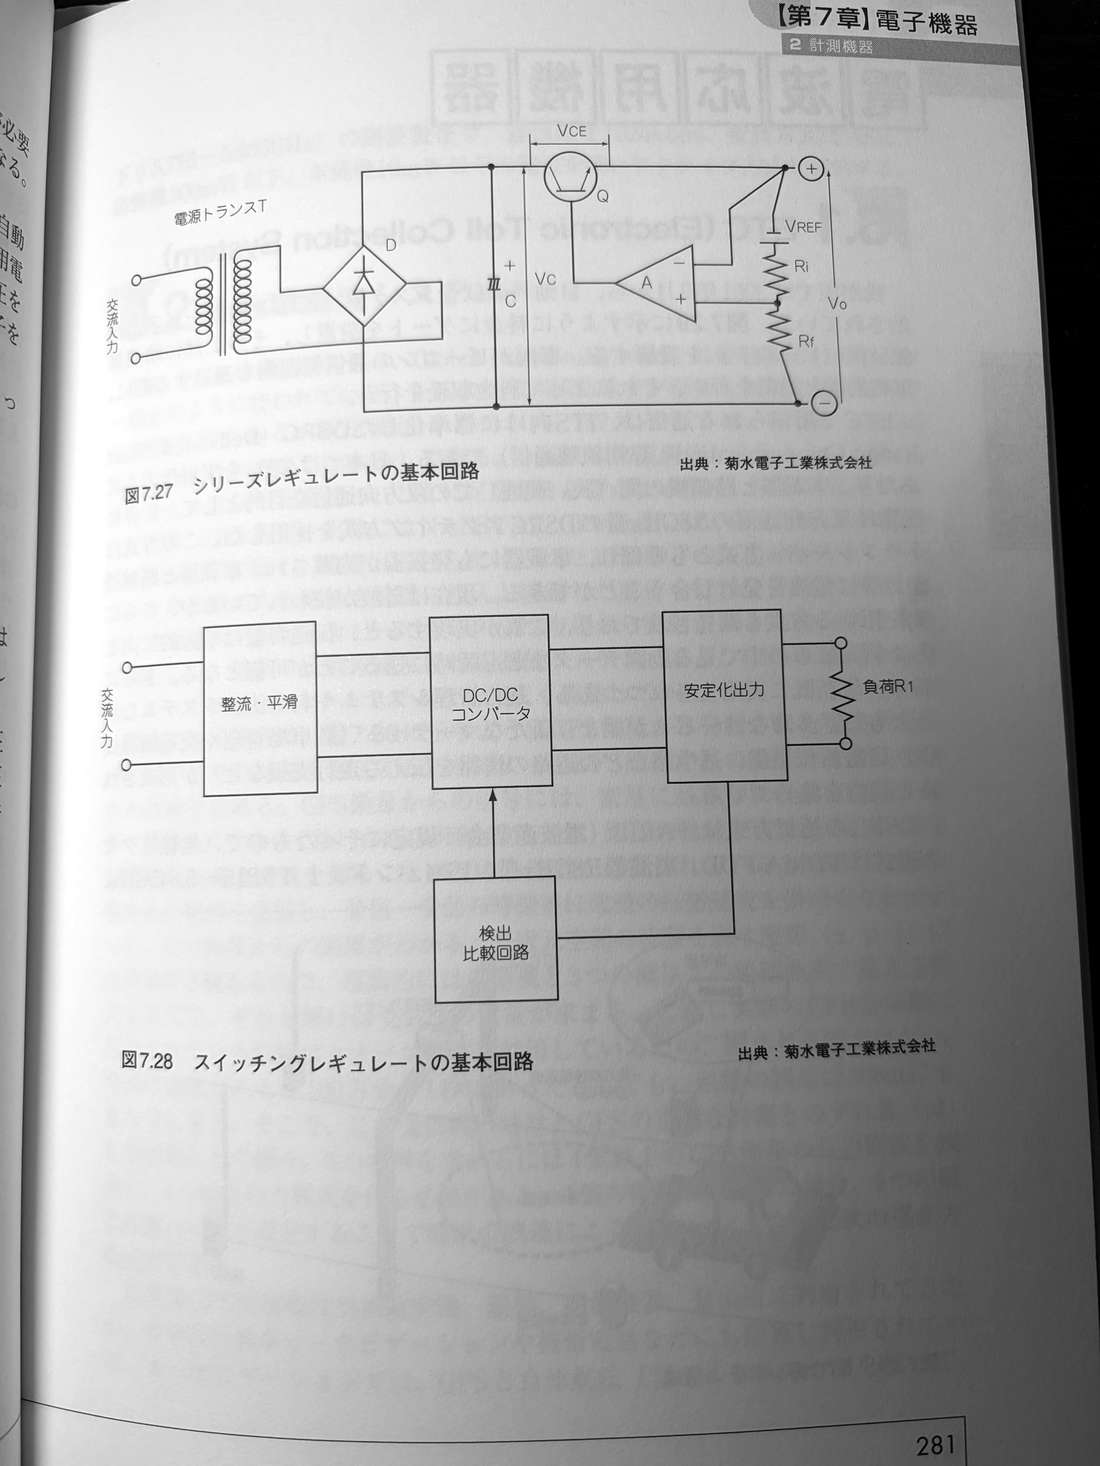 【第7章】電子機器
2 計測機器
VCE
Q
電源トランスT
D
交流入力
+
C
VC
A
−
+
VREF
Ri
Rf
Vo
+
−
図7.27 シリーズレギュレートの基本回路
出典：菊水電子工業株式会社
交流入力
整流・平滑
DC/DC
コンバータ
安定化出力
負荷R1
検出
比較回路
図7.28 スイッチングレギュレートの基本回路
出典：菊水電子工業株式会社
281